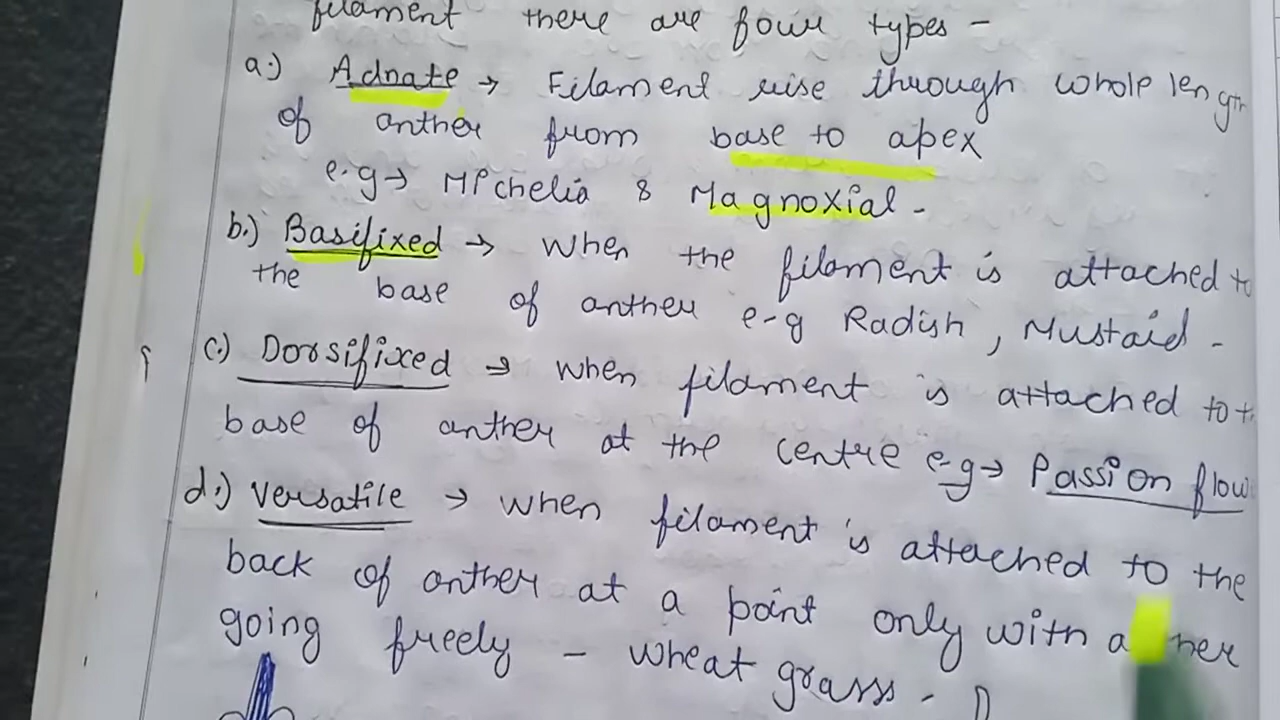 filament there are four types -
a.) Adnate → Filament rise through whole length
of anther from base to apex
e.g → MPchelia & Magnoxial -
b.) Basifixed → when the filament is attached to
the base of anther e-g Radish, Mustard -
c.) Dorsifixed → when filament is attached to
base of anther at the centre e-g → Passion flow
d.) Versatile → when filament is attached to the
back of anther at a point only with
going freely - wheat grass -